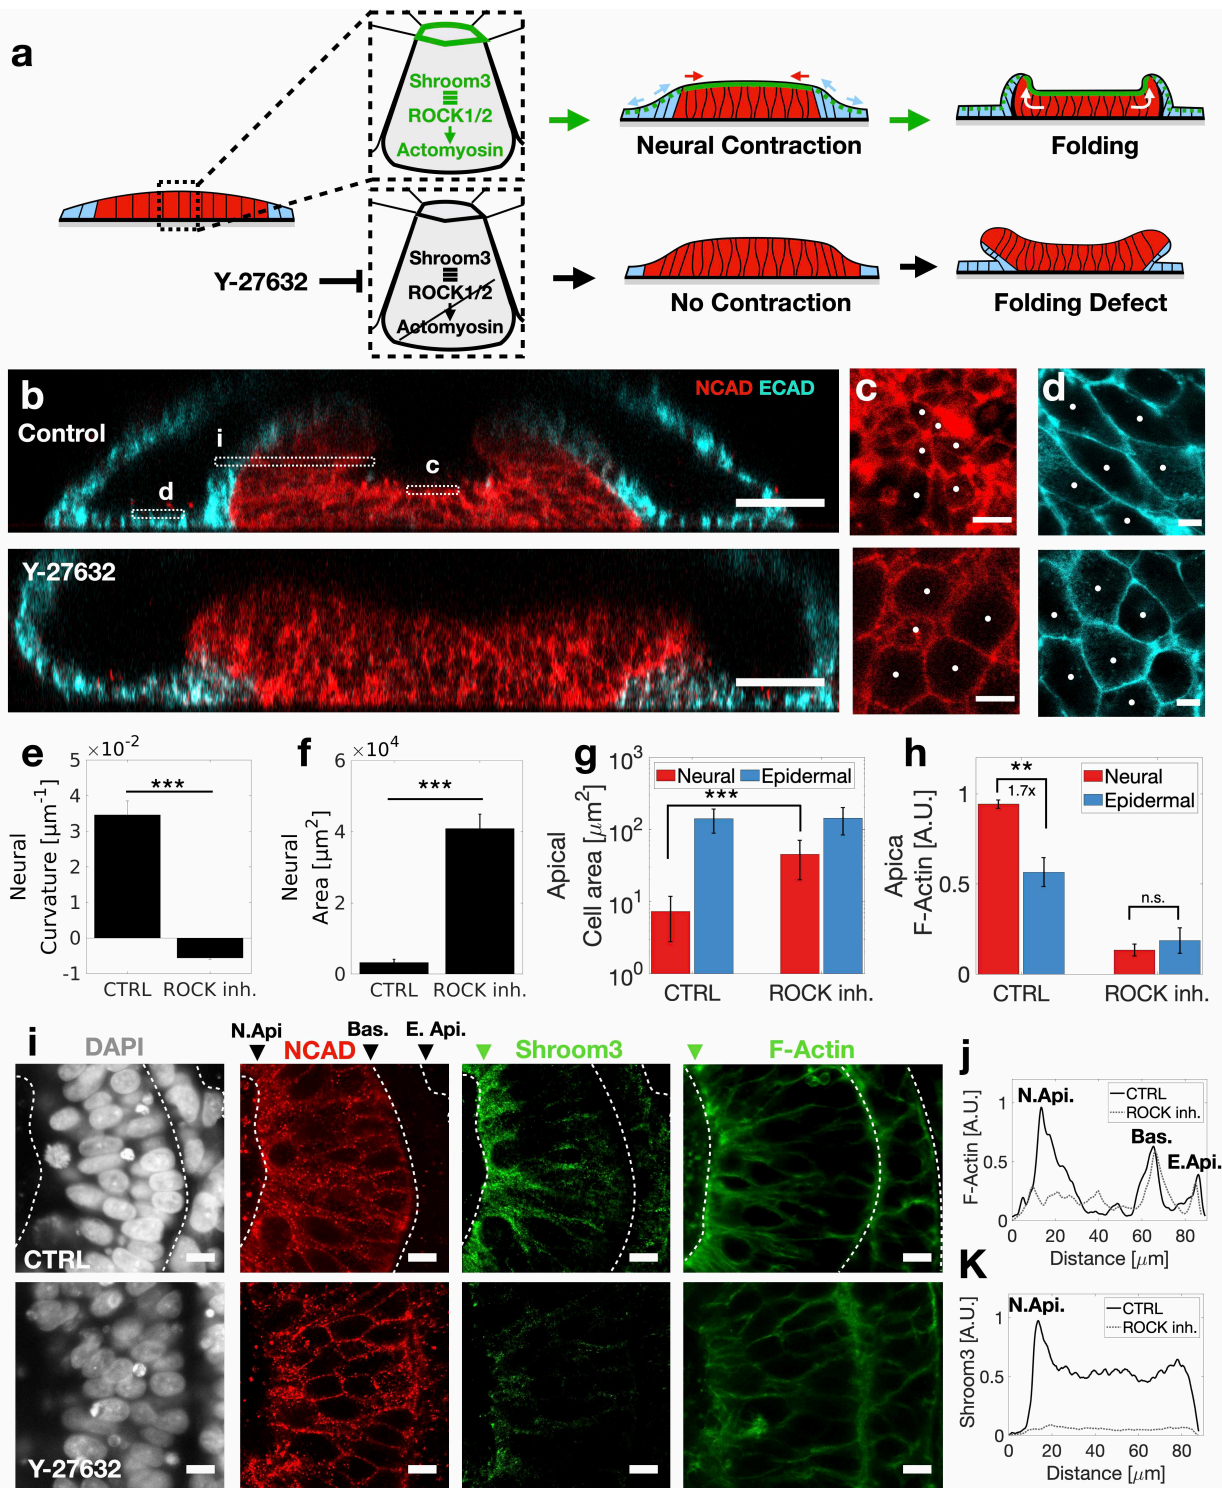 a
Shroom3
ROCK1/2
Actomyosin
Neural Contraction
Folding
Y-27632
Shroom3
ROCK1/2
Actomyosin
No Contraction
Folding Defect
b
Control
NCAD ECAD
i
c
d
c
d
Y-27632
e
×10⁻²
Neural
Curvature [µm⁻¹]
5
4
3
2
1
0
-1
***
CTRL
ROCK inh.
f
×10⁴
Neural
Area [µm²]
6
4
2
0
***
CTRL
ROCK inh.
g
Apical
Cell area [µm²]
10³
10²
10¹
10⁰
Neural
Epidermal
***
CTRL
ROCK inh.
h
Apica
F-Actin [A.U.]
1
0.5
0
**
1.7x
Neural
Epidermal
n.s.
CTRL
ROCK inh.
i
N.Api
Bas.
E. Api.
DAPI
NCAD
Shroom3
F-Actin
CTRL
Y-27632
j
F-Actin [A.U.]
1
0.5
0
N.Api.
CTRL
ROCK inh.
Bas.
E.Api.
0 20 40 60 80
Distance [µm]
K
Shroom3 [A.U.]
1
0.5
0
N.Api.
CTRL
ROCK inh.
0 20 40 60 80
Distance [µm]